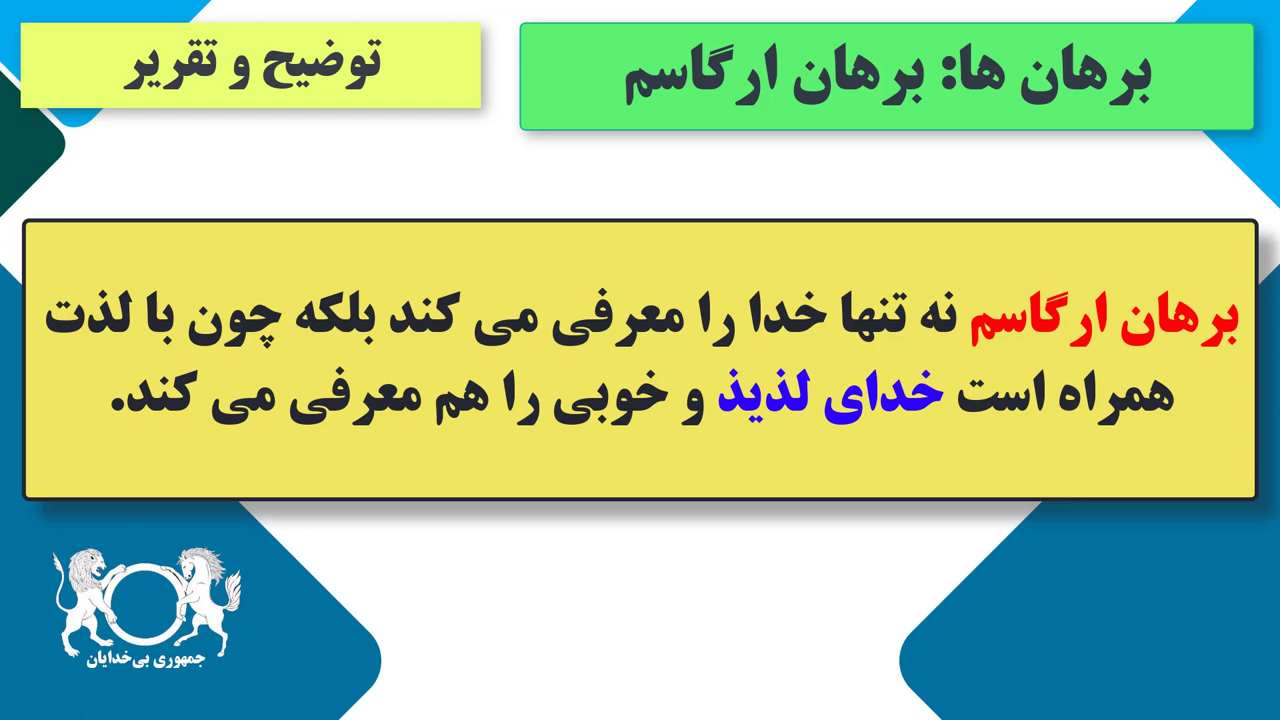 برهان ها: برهان ارگاسم
توضیح و تقریر
برهان ارگاسم نه تنها خدا را معرفی می کند بلکه چون با لذت
همراه است خدای لذیذ و خوبی را هم معرفی می کند.
جمهوری بی‌خدایان